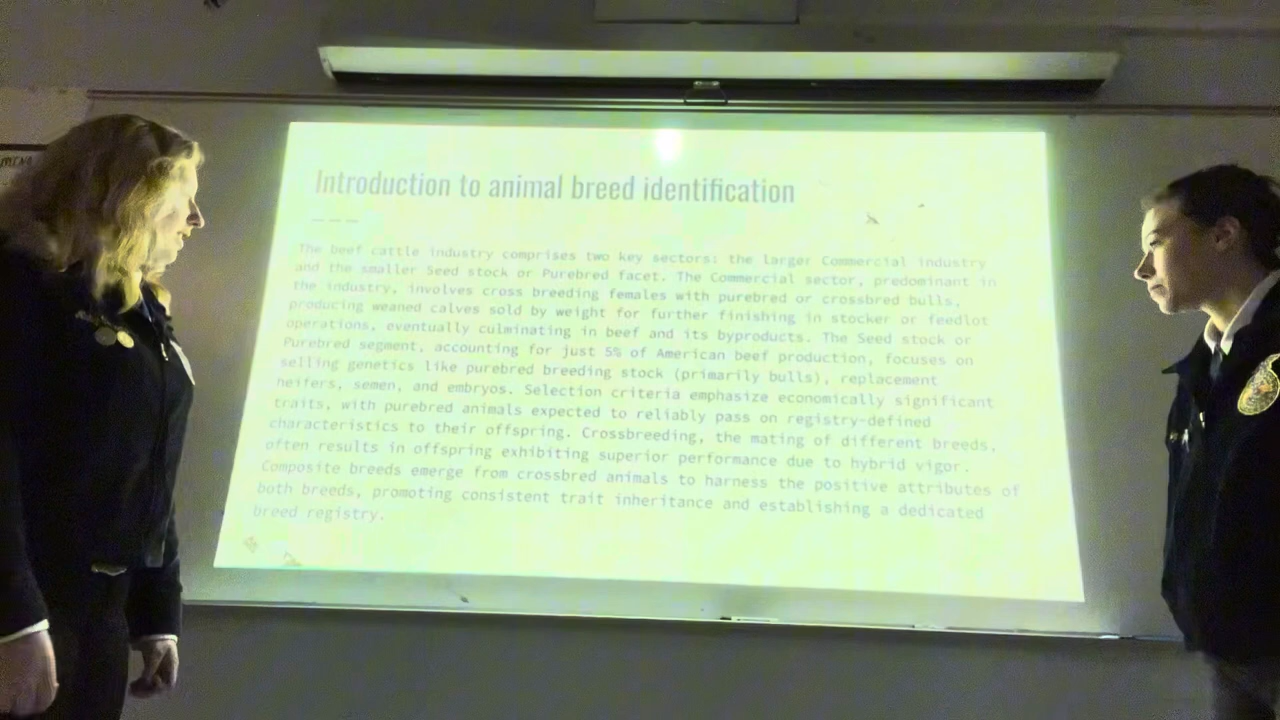 Introduction to animal breed identification
The beef cattle industry comprises two key sectors: the larger Commercial industry
and the smaller Seed stock or Purebred facet. The Commercial sector, predominant in
the industry, involves cross breeding females with purebred or crossbred bulls,
producing weaned calves sold by weight for further finishing in stocker or feedlot
operations, eventually culminating in beef and its byproducts. The Seed stock or
Purebred segment, accounting for just 5% of American beef production, focuses on
selling genetics like purebred breeding stock (primarily bulls), replacement
heifers, semen, and embryos. Selection criteria emphasize economically significant
traits, with purebred animals expected to reliably pass on registry-defined
characteristics to their offspring. Crossbreeding, the mating of different breeds,
often results in offspring exhibiting superior performance due to hybrid vigor.
Composite breeds emerge from crossbred animals to harness the positive attributes of
both breeds, promoting consistent trait inheritance and establishing a dedicated
breed registry.